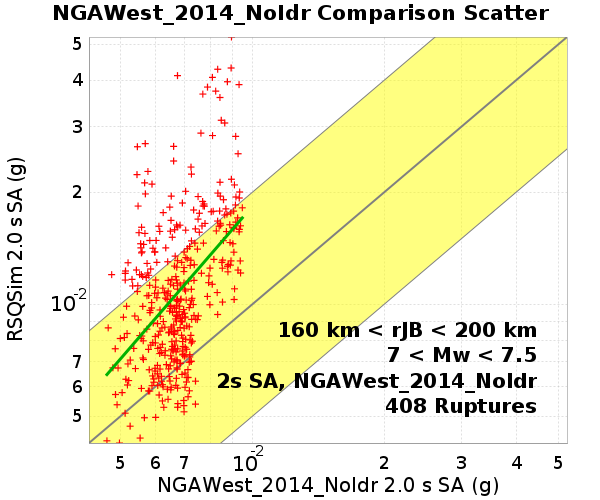 NGAWest_2014_NoIdr Comparison Scatter
5
4
3
2
10-2
7
6
5
RSQSim 2.0 s SA (g)
160 km < rJB < 200 km
7 < Mw < 7.5
2s SA, NGAWest_2014_NoIdr
408 Ruptures
5 6 7 10-2 2 3 4 5
NGAWest_2014_NoIdr 2.0 s SA (g)